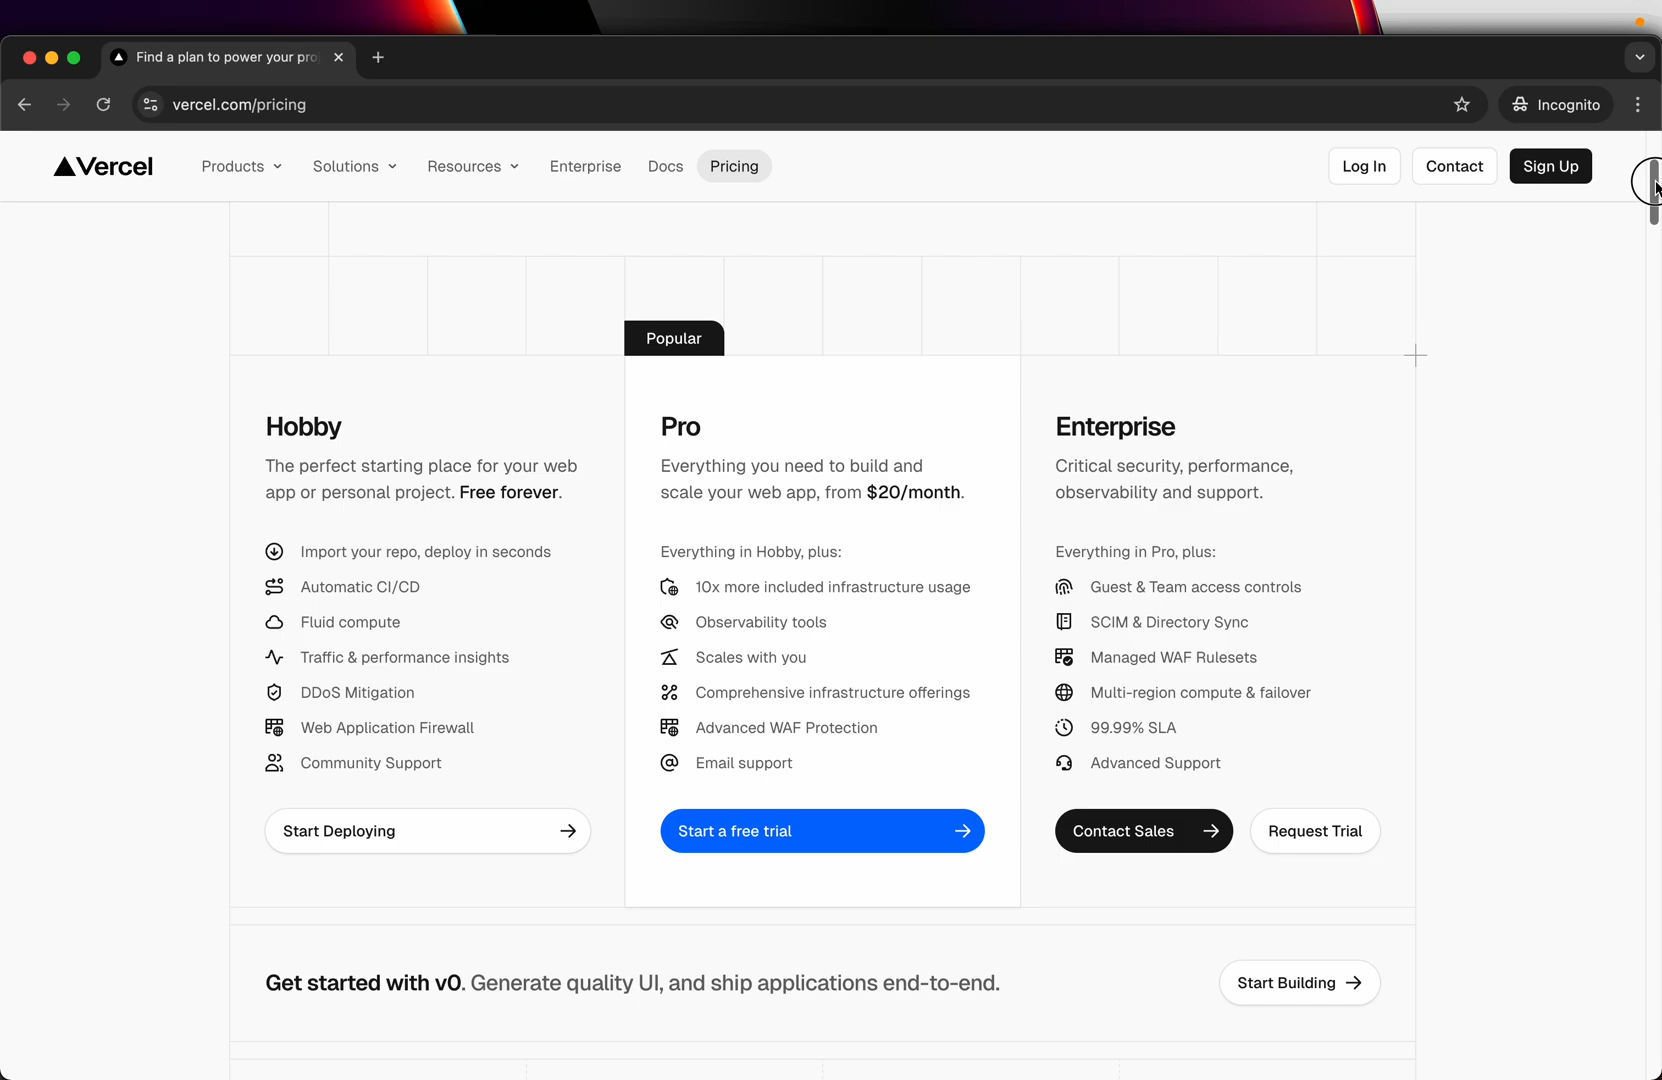 Find a plan to power your pro
vercel.com/pricing
Incognito
Vercel
Products
Solutions
Resources
Enterprise
Docs
Pricing
Log In
Contact
Sign Up
Popular
Hobby
The perfect starting place for your web
app or personal project. Free forever.
Import your repo, deploy in seconds
Automatic CI/CD
Fluid compute
Traffic & performance insights
DDoS Mitigation
Web Application Firewall
Community Support
Start Deploying
Pro
Everything you need to build and
scale your web app, from $20/month.
Everything in Hobby, plus:
10x more included infrastructure usage
Observability tools
Scales with you
Comprehensive infrastructure offerings
Advanced WAF Protection
Email support
Start a free trial
Enterprise
Critical security, performance,
observability and support.
Everything in Pro, plus:
Guest & Team access controls
SCIM & Directory Sync
Managed WAF Rulesets
Multi-region compute & failover
99.99% SLA
Advanced Support
Contact Sales
Request Trial
Get started with v0. Generate quality UI, and ship applications end-to-end.
Start Building